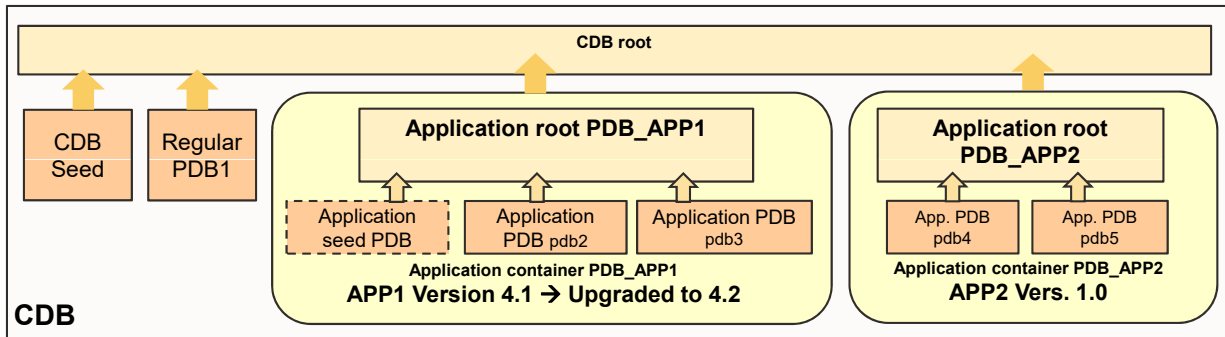 CDB root
CDB
Seed
Regular
PDB1
Application root PDB_APP1
Application
seed PDB
Application
PDB pdb2
Application PDB
pdb3
Application container PDB_APP1
APP1 Version 4.1 → Upgraded to 4.2
Application root
PDB_APP2
App. PDB
pdb4
App. PDB
pdb5
Application container PDB_APP2
APP2 Vers. 1.0
CDB